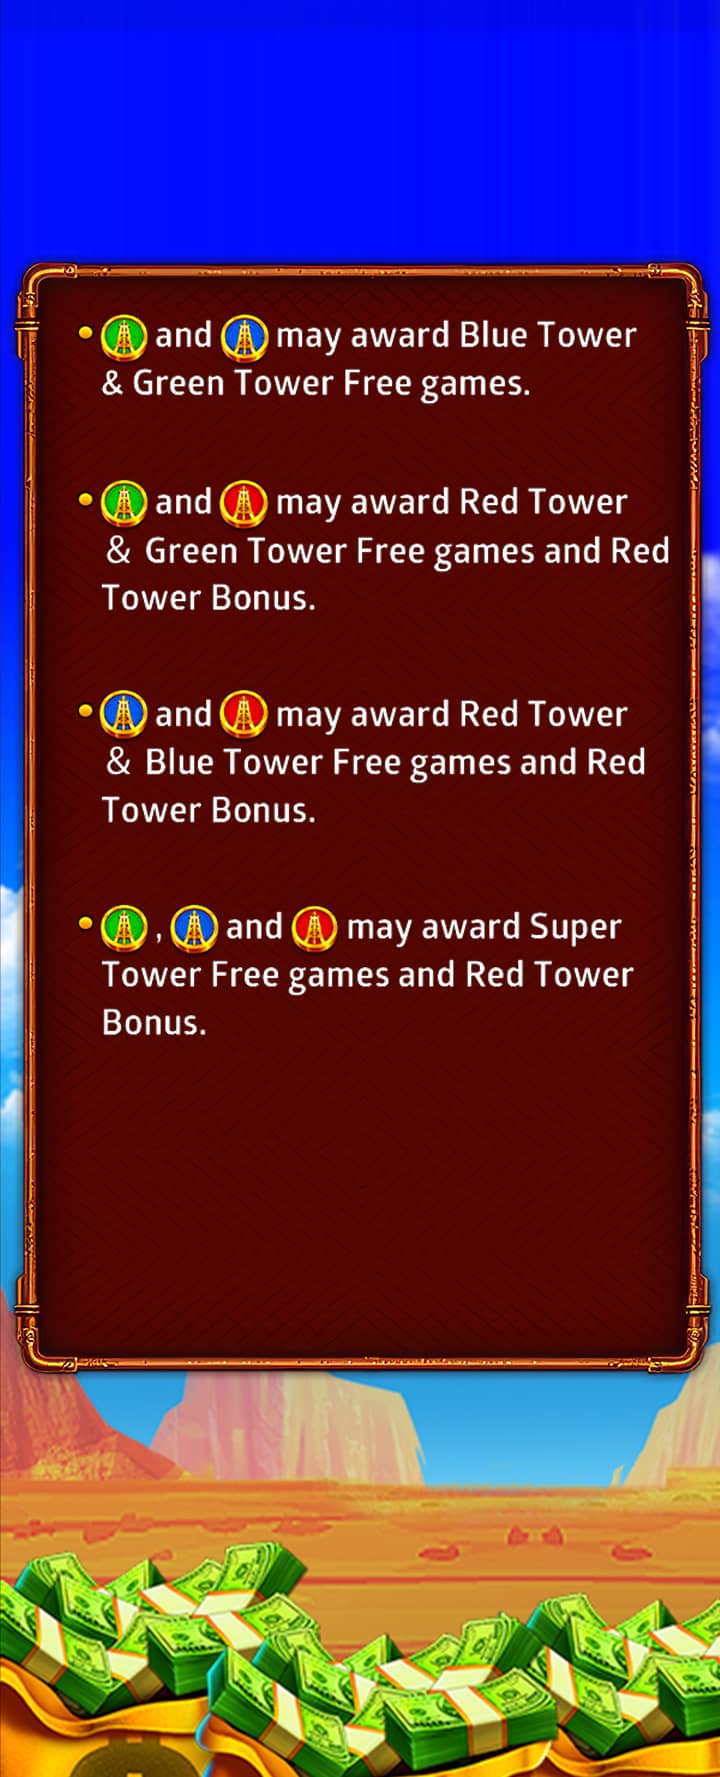 • and may award Blue Tower
& Green Tower Free games.
• and may award Red Tower
& Green Tower Free games and Red
Tower Bonus.
• and may award Red Tower
& Blue Tower Free games and Red
Tower Bonus.
• , and may award Super
Tower Free games and Red Tower
Bonus.